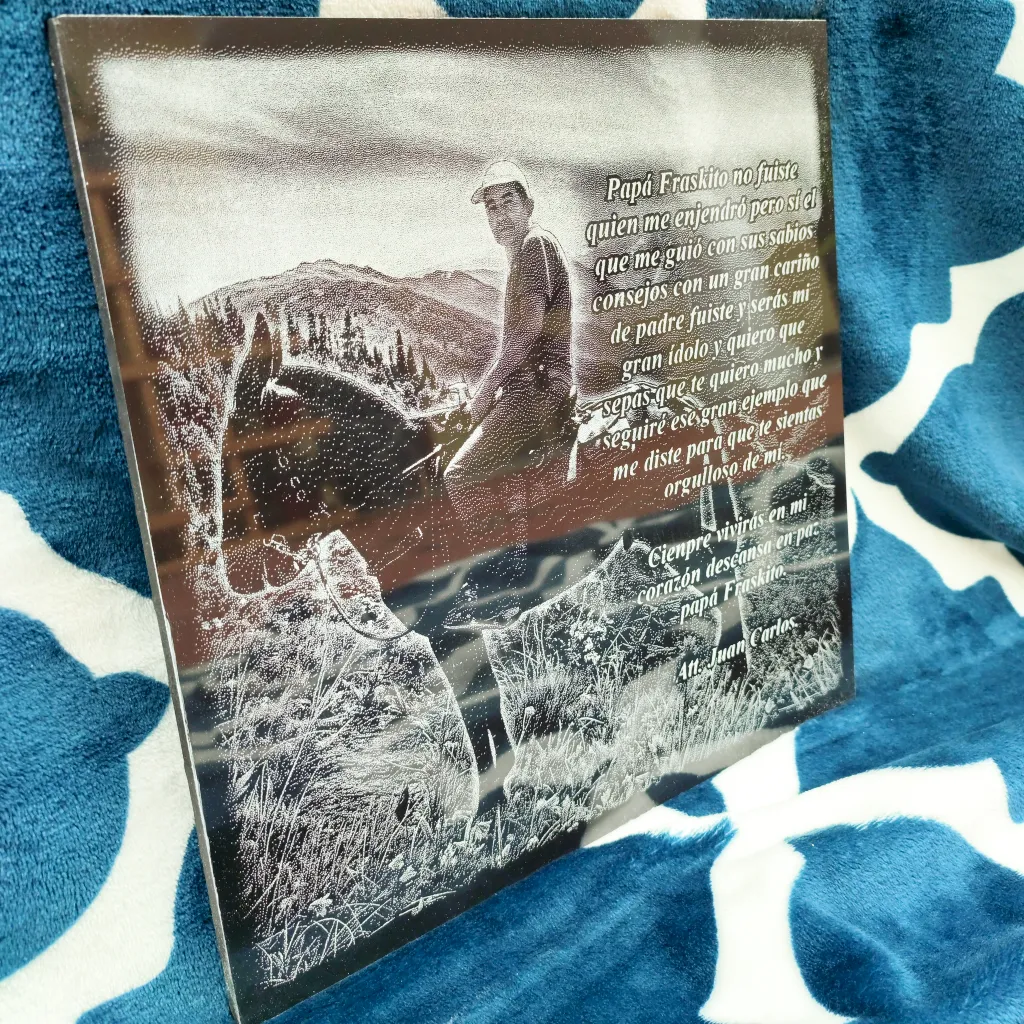 Papá Fraskito no fuiste
quien me enjendró pero sí el
que me guió con sus sabios
consejos con un gran cariño
de padre fuiste y serás mi
gran ídolo y quiero que
sepas que te quiero mucho y
seguiré ese gran ejemplo que
me diste para que te sientas
orgulloso de mi..
Cienpre vivirás en mi
corazón descansa en paz
papá Fraskito.
Att. Juan Carlos.